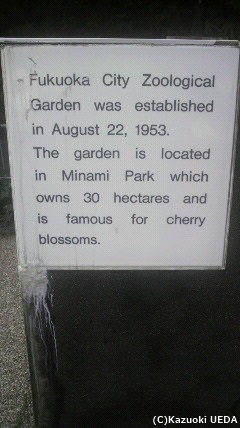 Fukuoka City Zoological
Garden was established
in August 22, 1953.
The garden is located
in Minami Park which
owns 30 hectares and
is famous for cherry
blossoms.
(C)Kazuoki UEDA